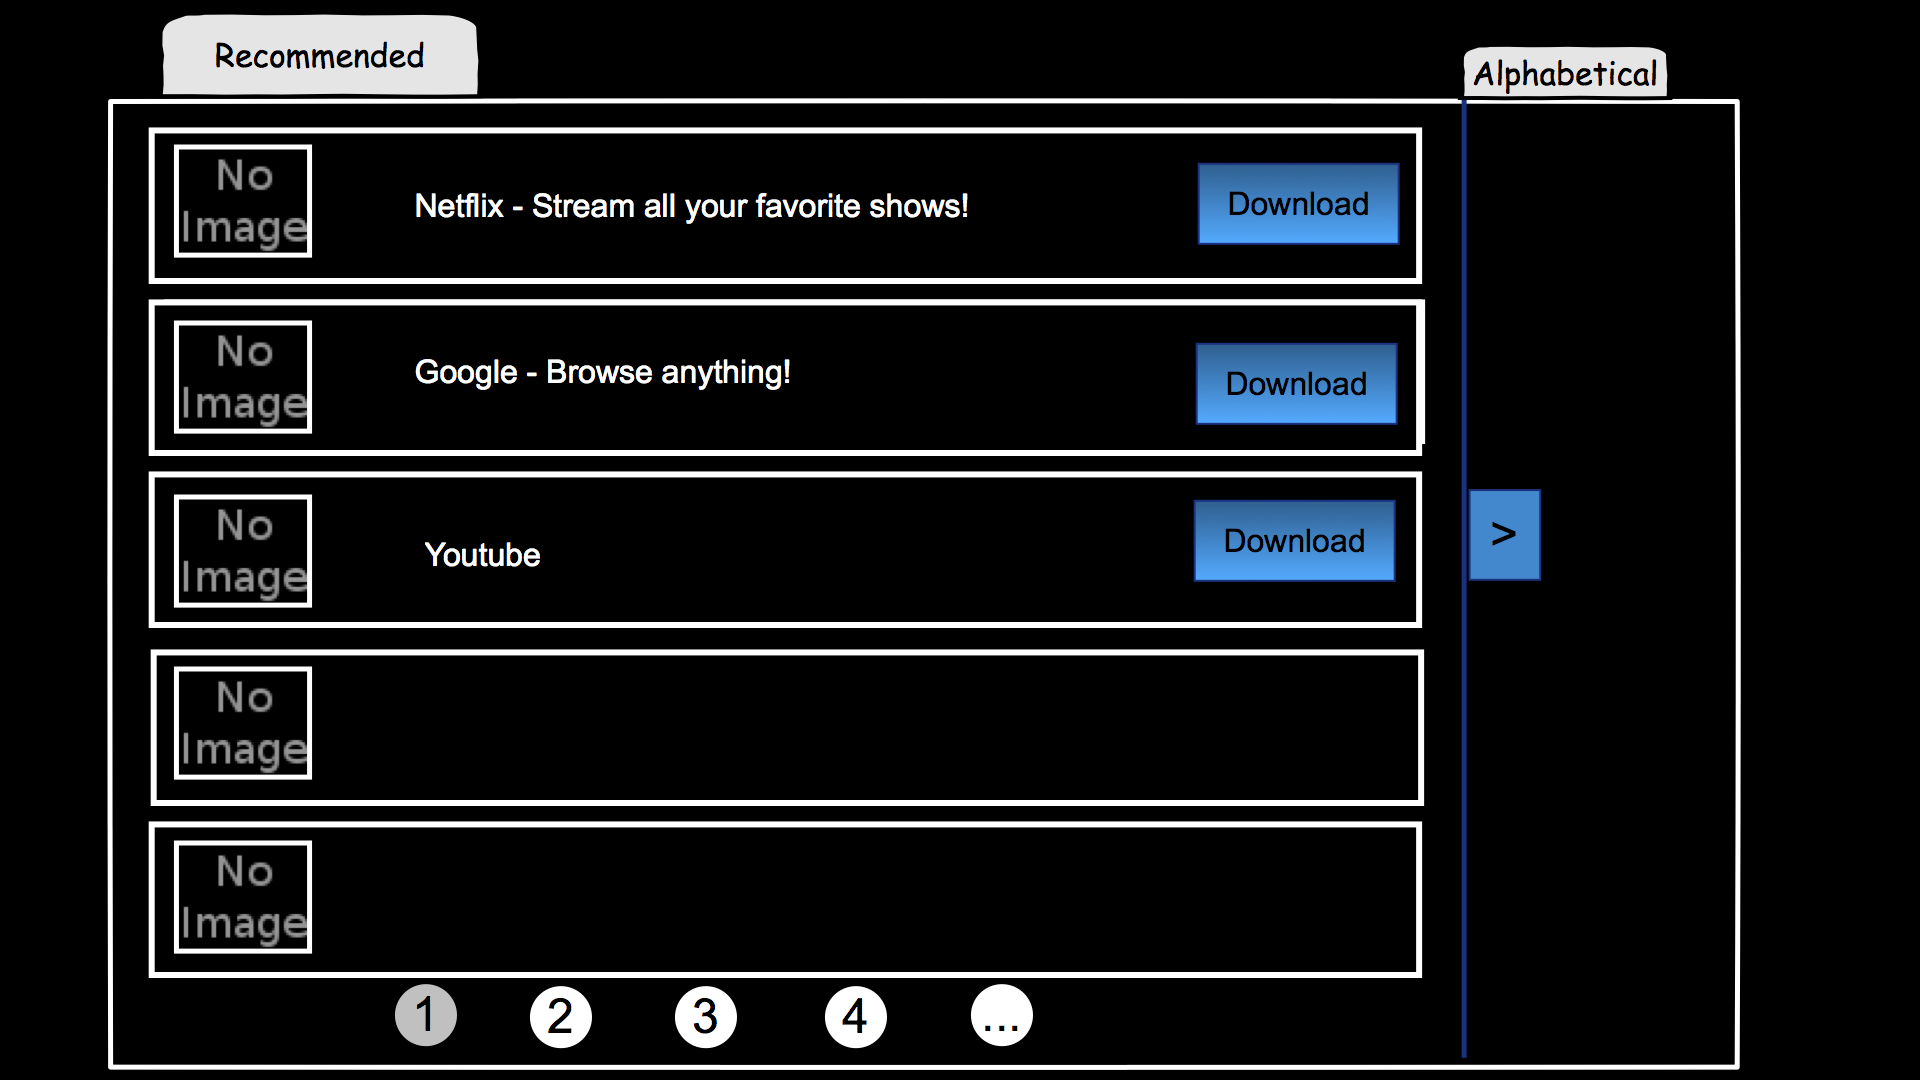 Recommended
Alphabetical
No
Image
Netflix - Stream all your favorite shows!
Download
No
Image
Google - Browse anything!
Download
No
Image
Youtube
Download
>
No
Image
No
Image
1 2 3 4 ...